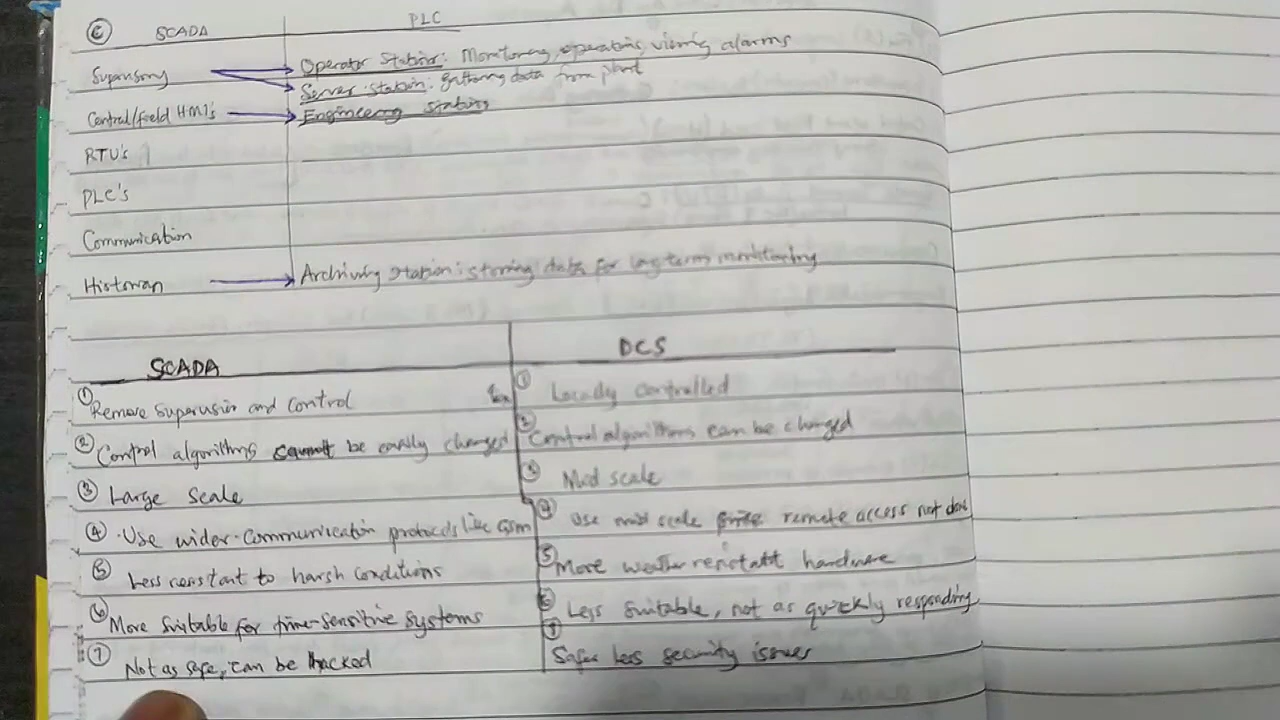 C SCADA PLC
Supervisory Operator Station: Monitoring, operations, viewing alarms
Server station: gathering data from plant
Control/field HMI's Engineering station
RTU's
PLC's
Communication
Historian Archiving station: storing data for long term monitoring
SCADA DCS
① Remove Supervision and control ① Locally controlled
② Control algorithms cannot be easily changed ② Control algorithms can be changed
③ Large Scale ③ Mid scale
④ Use wider communication protocols like GSM ④ Use mid scale remote access not done
⑤ Less resistant to harsh conditions ⑤ More weather resistant hardware
⑥ More suitable for time-sensitive systems ⑥ Less Suitable, not as quickly responding
⑦ Not as safe, can be hacked ⑦ Safer less security issues